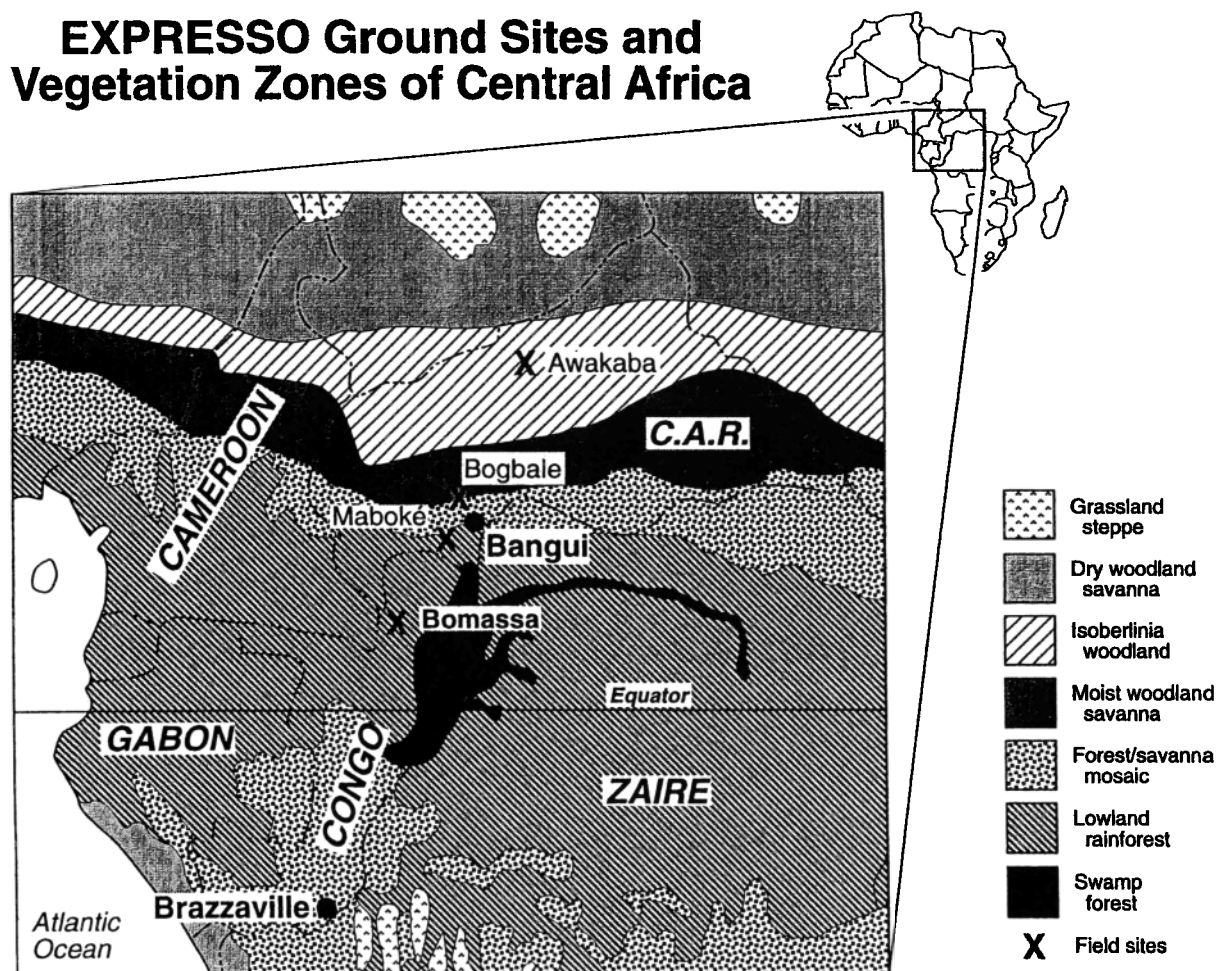 EXPRESSO Ground Sites and
Vegetation Zones of Central Africa
Awakaba
C.A.R.
CAMEROON
Bogbale
Maboké
Bangui
Bomassa
Equator
GABON
CONGO
ZAIRE
Brazzaville
Atlantic
Ocean
Grassland
steppe
Dry woodland
savanna
Isoberlinia
woodland
Moist woodland
savanna
Forest/savanna
mosaic
Lowland
rainforest
Swamp
forest
X Field sites